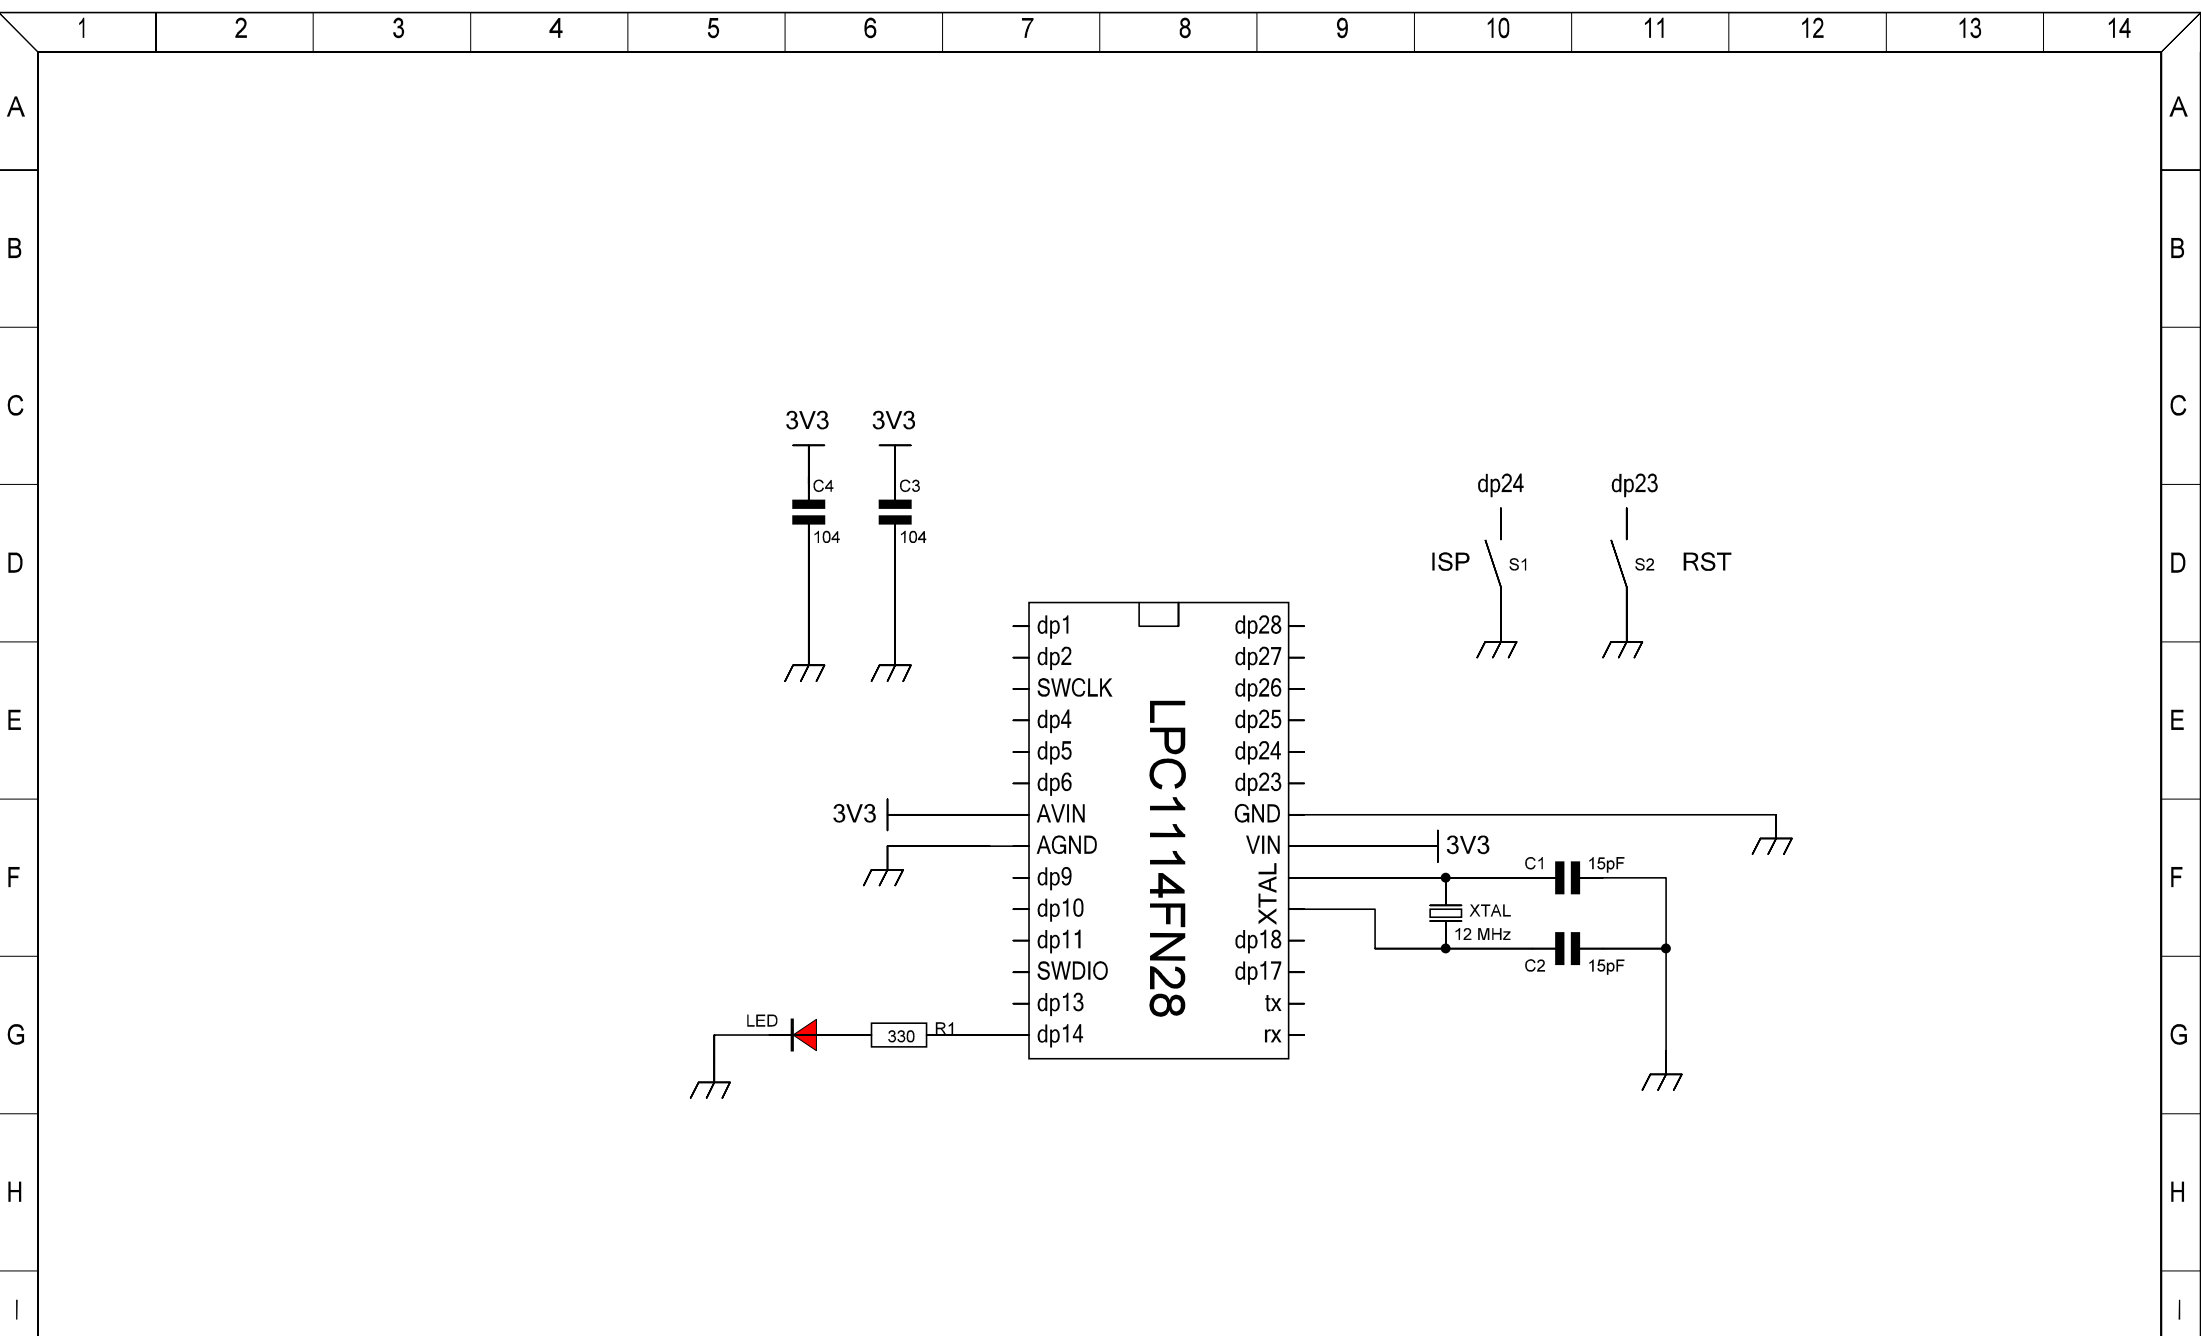 1 2 3 4 5 6 7 8 9 10 11 12 13 14
A A
B B
C C
3V3 3V3
C4 C3
104 104
dp24 dp23
D D
ISP S1 S2 RST
dp1 dp28
dp2 dp27
SWCLK dp26
E E
dp4 dp25
dp5 dp24
dp6 dp23
3V3 AVIN GND
AGND VIN 3V3
LPC1114FN28
XTAL
C1 15pF
F F
dp9
dp10 XTAL
12 MHz
dp11 dp18
C2 15pF
SWDIO dp17
dp13 tx
G G
LED 330 R1 dp14 rx
H H
I I